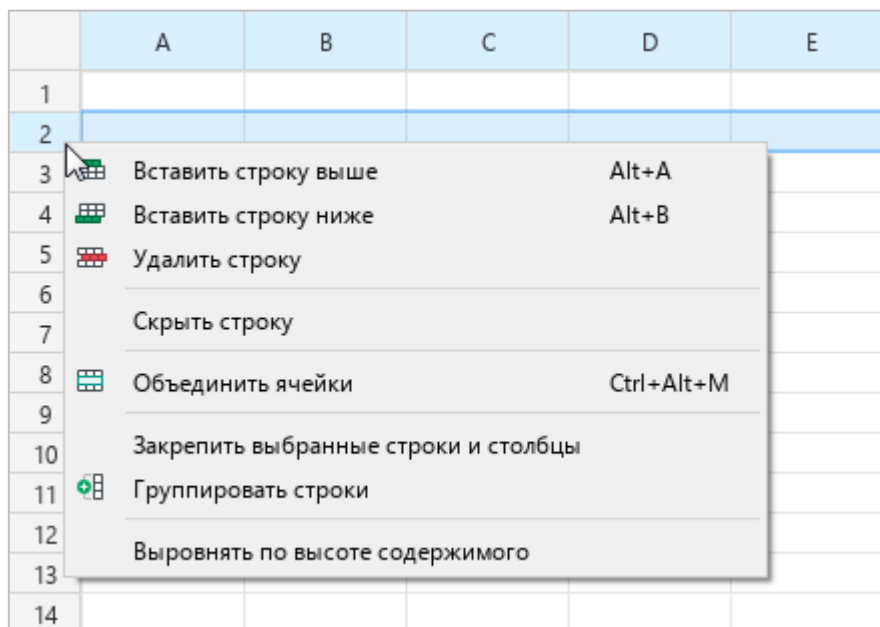 A B C D E
1
2
3 Вставить строку выше Alt+A
4 Вставить строку ниже Alt+B
5 Удалить строку
6
7 Скрыть строку
8 Объединить ячейки Ctrl+Alt+M
9
10 Закрепить выбранные строки и столбцы
11 Группировать строки
12
13 Выровнять по высоте содержимого
14